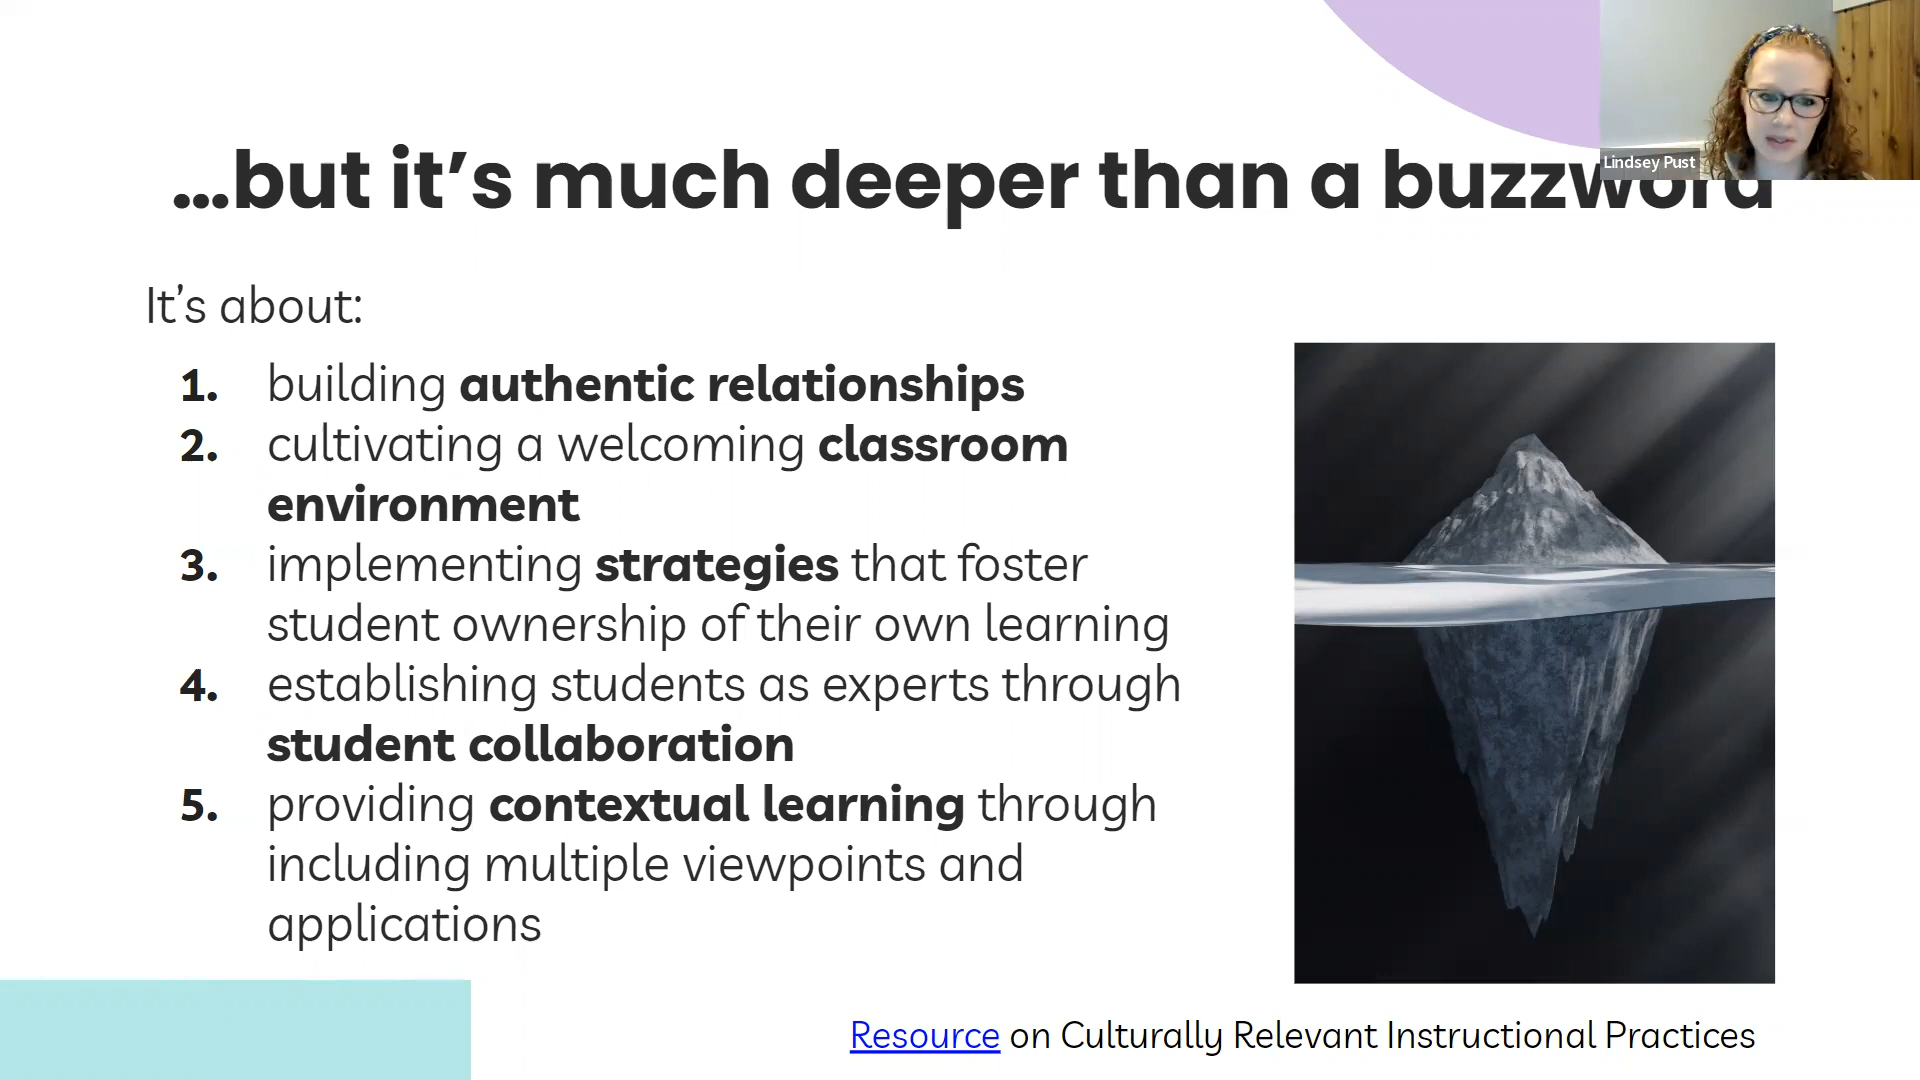 Lindsey Pust
…but it’s much deeper than a buzzword
It’s about:
1. building authentic relationships
2. cultivating a welcoming classroom
environment
3. implementing strategies that foster
student ownership of their own learning
4. establishing students as experts through
student collaboration
5. providing contextual learning through
including multiple viewpoints and
applications
Resource on Culturally Relevant Instructional Practices